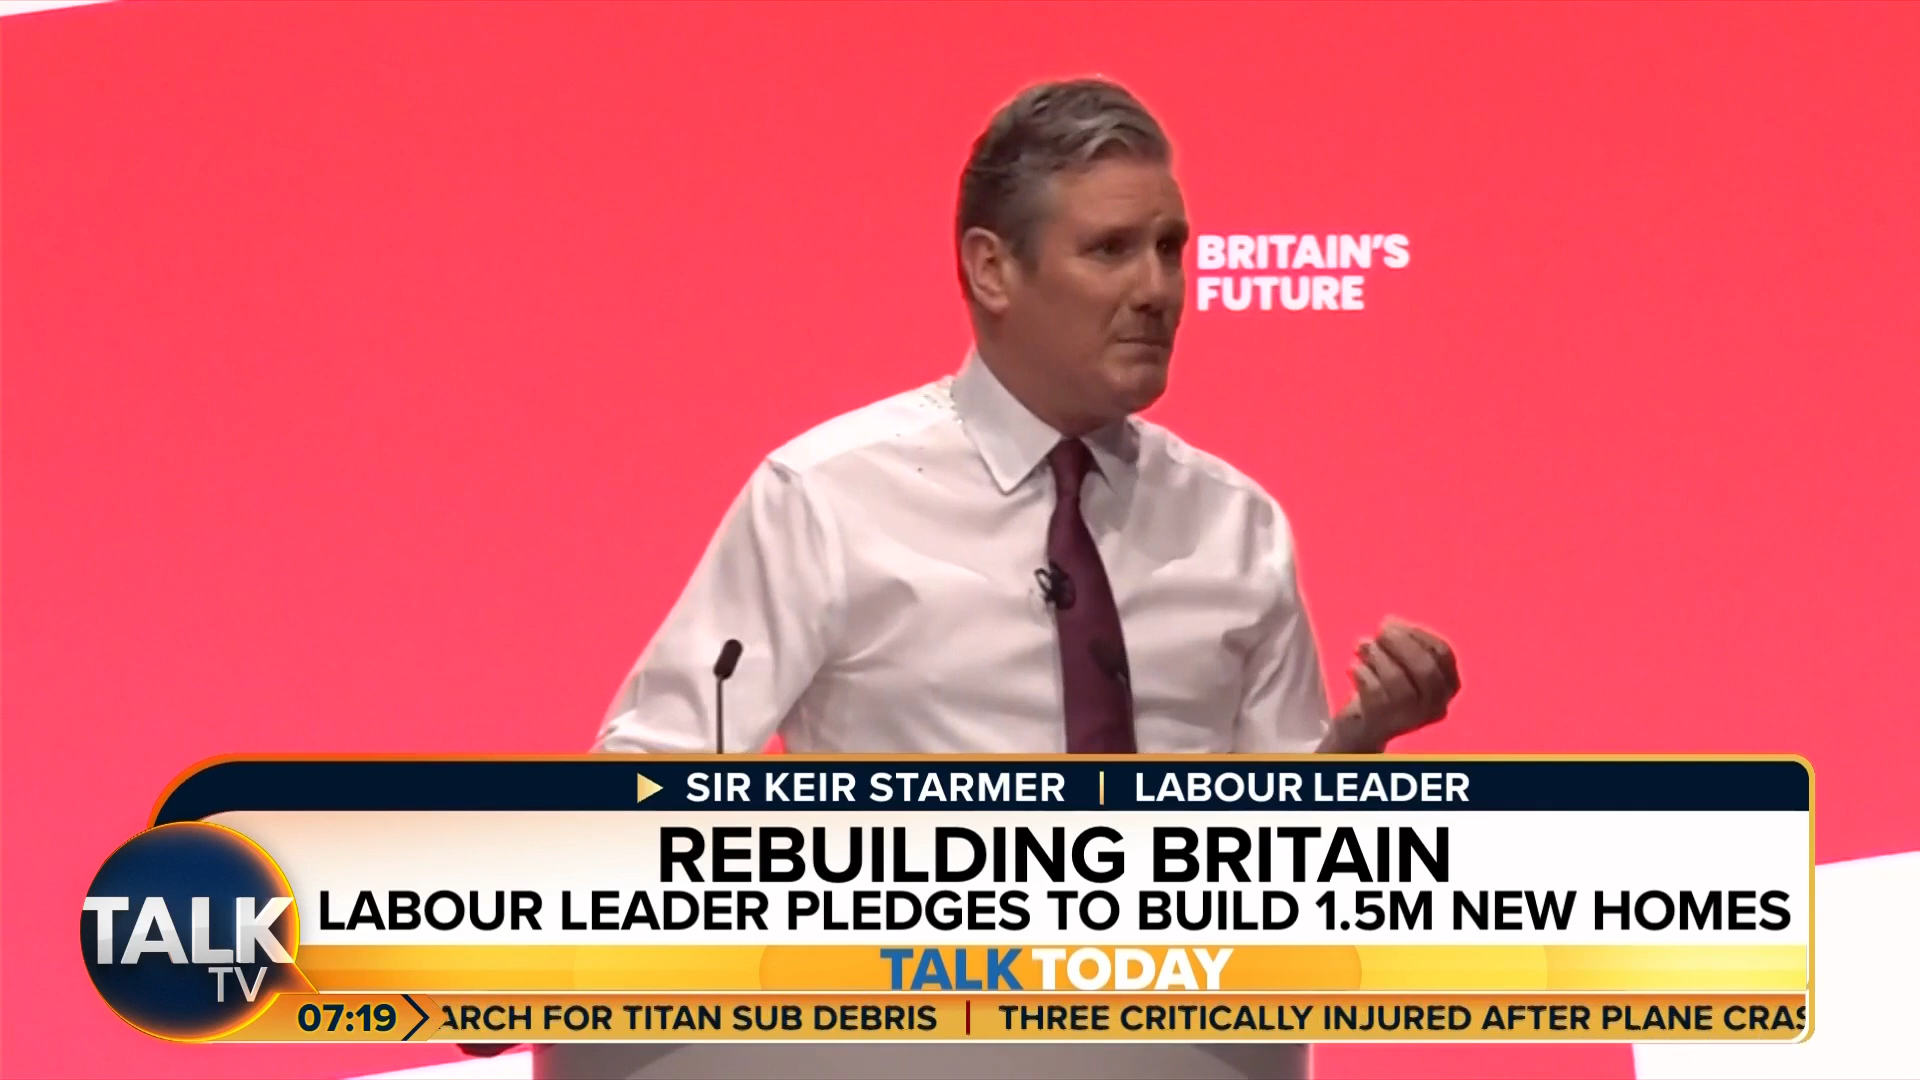 BRITAIN'S
FUTURE
SIR KEIR STARMER | LABOUR LEADER
REBUILDING BRITAIN
LABOUR LEADER PLEDGES TO BUILD 1.5M NEW HOMES
TALK TODAY
TALK
TV
07:19
ARCH FOR TITAN SUB DEBRIS | THREE CRITICALLY INJURED AFTER PLANE CRAS